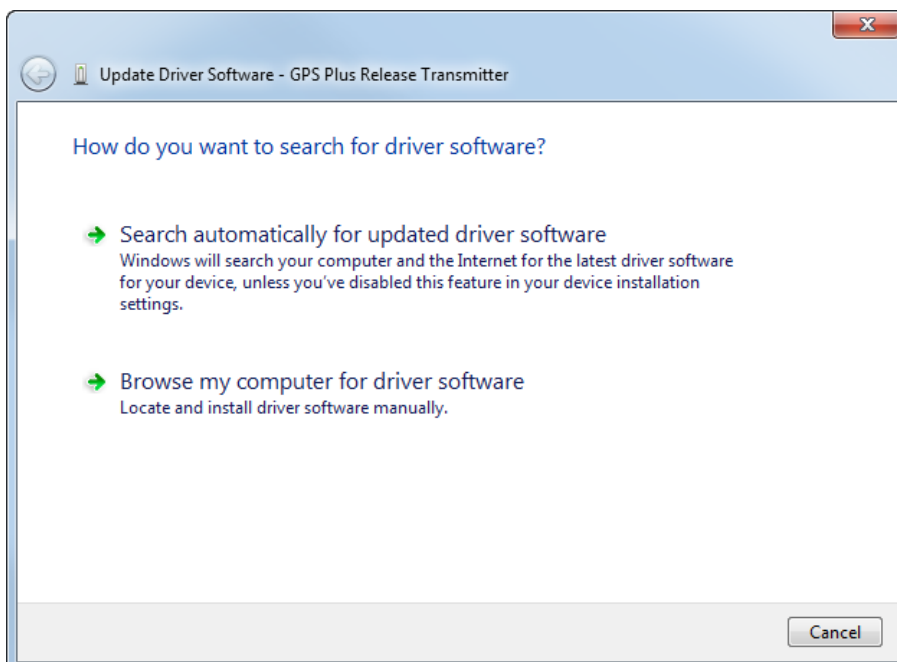 Update Driver Software - GPS Plus Release Transmitter
How do you want to search for driver software?
Search automatically for updated driver software
Windows will search your computer and the Internet for the latest driver software
for your device, unless you've disabled this feature in your device installation
settings.
Browse my computer for driver software
Locate and install driver software manually.
Cancel